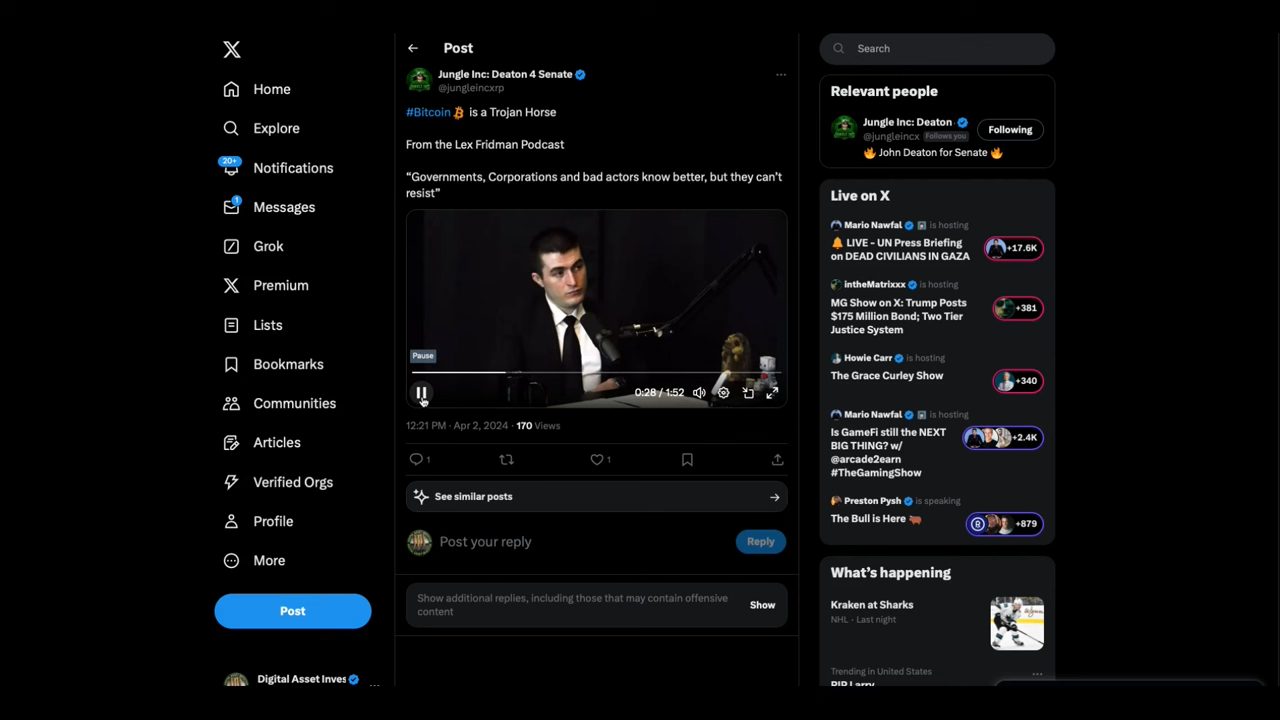 Home
Explore
20+
Notifications
1
Messages
Grok
Premium
Lists
Bookmarks
Communities
Articles
Verified Orgs
Profile
More
Post
Digital Asset Inves
Post
Jungle Inc: Deaton 4 Senate
@jungleincxrp
#Bitcoin is a Trojan Horse
From the Lex Fridman Podcast
“Governments, Corporations and bad actors know better, but they can’t
resist”
Pause
0:28 / 1:52
12:21 PM · Apr 2, 2024 · 170 Views
1
1
See similar posts
Post your reply
Reply
Show additional replies, including those that may contain offensive
content
Show
Search
Relevant people
Jungle Inc: Deaton
@jungleincx Follows you
Following
John Deaton for Senate
Live on X
Mario Nawfal is hosting
LIVE - UN Press Briefing
on DEAD CIVILIANS IN GAZA
+17.6K
intheMatrixxx is hosting
MG Show on X: Trump Posts
$175 Million Bond; Two Tier
Justice System
+381
Howie Carr is hosting
The Grace Curley Show
+340
Mario Nawfal is hosting
Is GameFi still the NEXT
BIG THING? w/
@arcade2earn
#TheGamingShow
+2.4K
Preston Pysh is speaking
The Bull is Here
+879
What’s happening
Kraken at Sharks
NHL · Last night
Trending in United States
RIP Larry